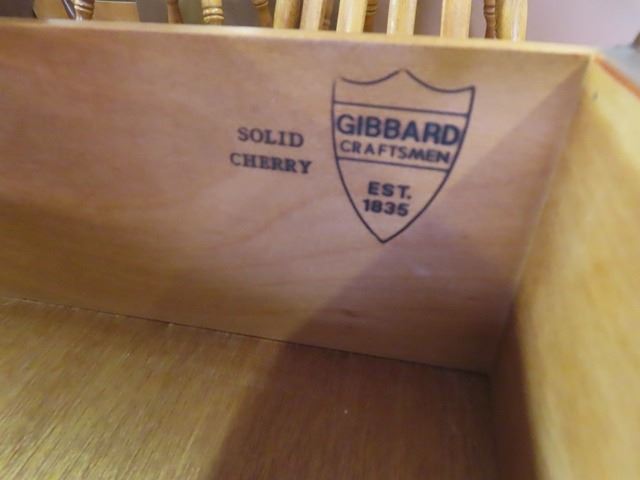 SOLID
CHERRY
GIBBARD
CRAFTSMEN
EST.
1835